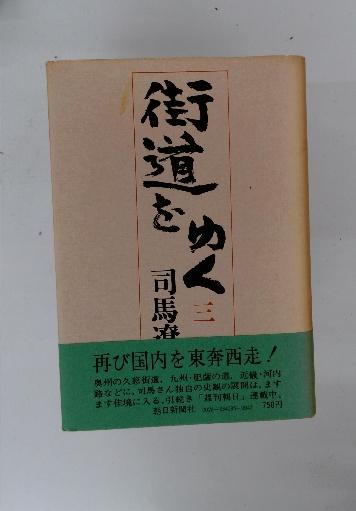 街道を
ゆく
三
司馬遼
再び国内を東奔西走!
奥州の久慈街道、九州・肥薩の道、近畿・河内
路などに、司馬さん独自の史観の展開は、ます
ます佳境に入る。引続き「週刊朝日」連載中。
朝日新聞社
750円